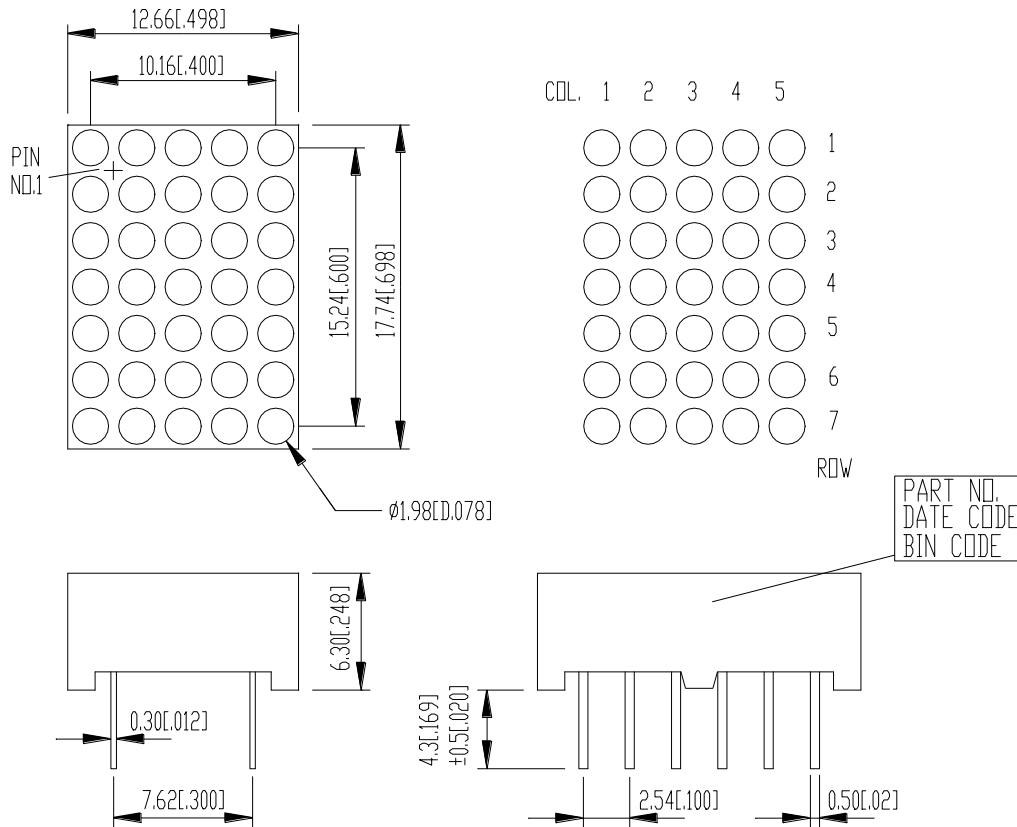 12.66[.498]
10.16[.400]
COL. 1 2 3 4 5
PIN
NO.1
1
2
3
4
5
6
7
15.24[.600]
17.74[.698]
ROW
ø1.98[D.078]
PART NO.
DATE CODE
BIN CODE
6.30[.248]
0.30[.012]
4.3[.169]
±0.5[.020]
7.62[.300]
2.54[.100]
0.50[.02]